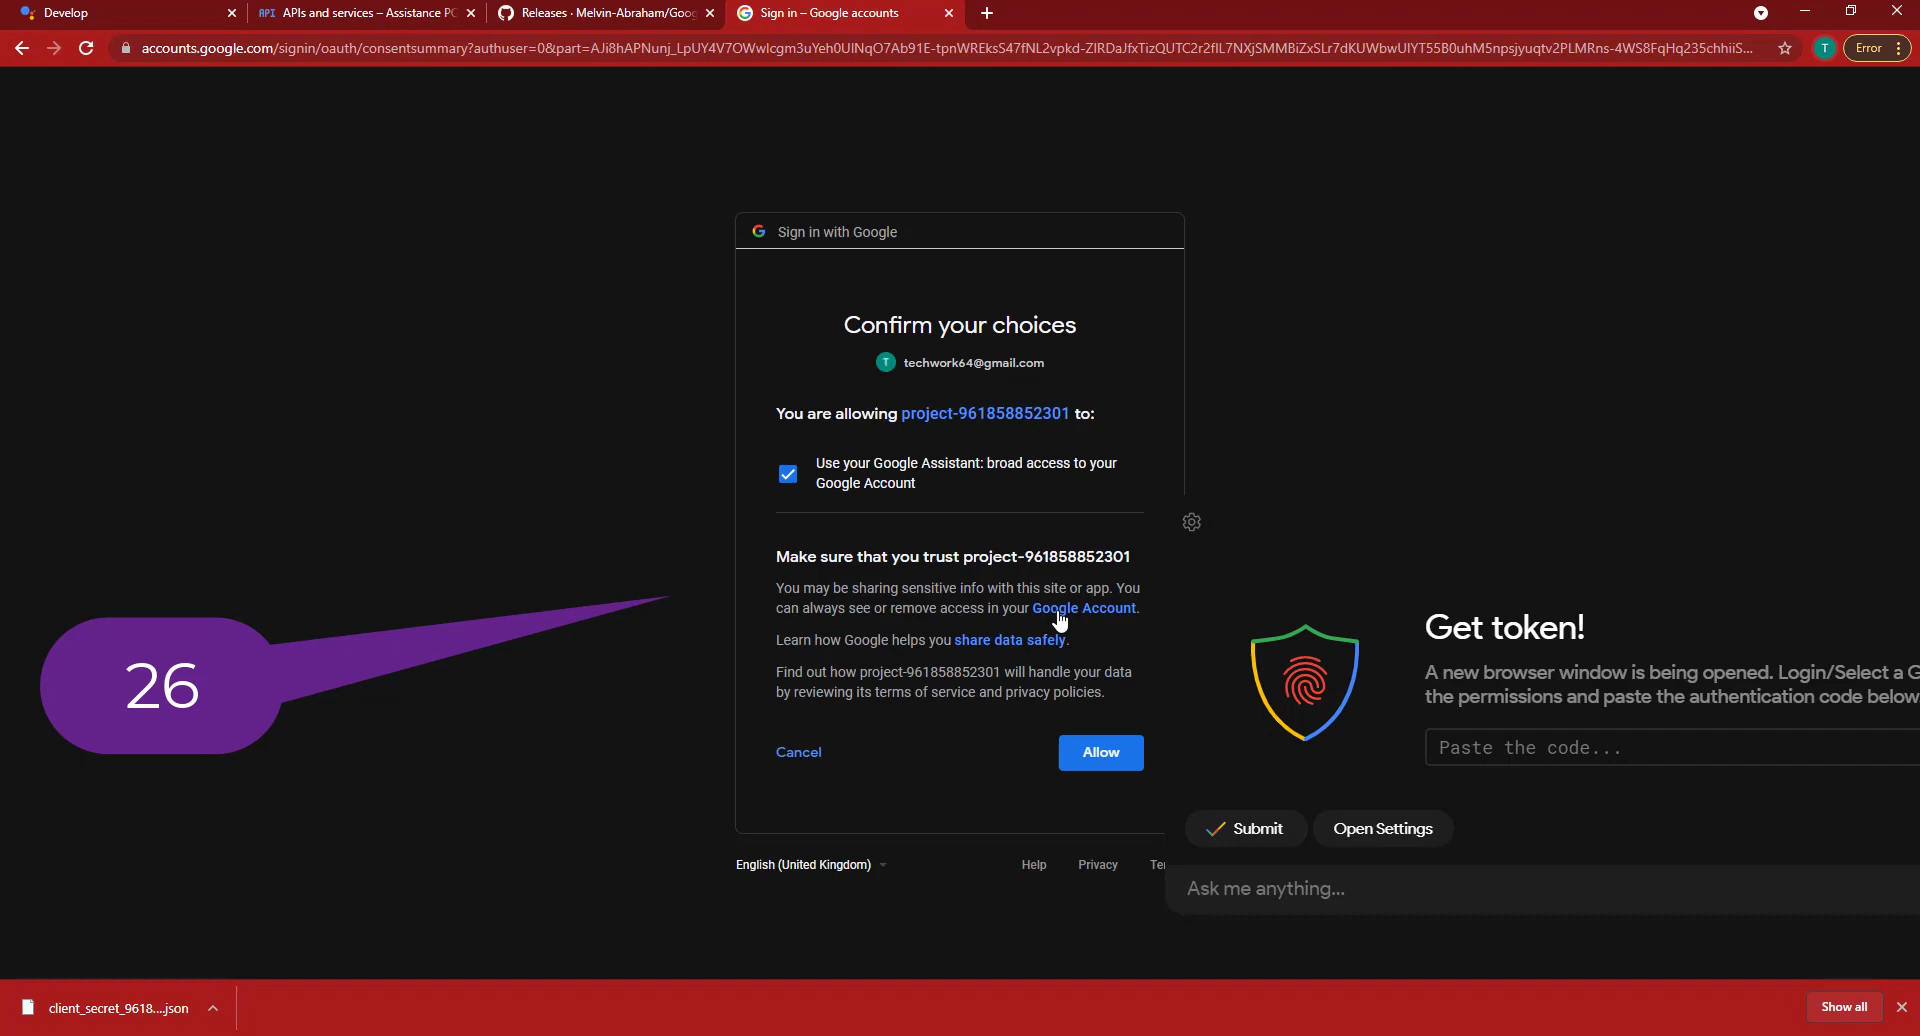 Develop
API APIs and services – Assistance PC
Releases · Melvin-Abraham/Goog
Sign in – Google accounts
accounts.google.com/signin/oauth/consentsummary?authuser=0&part=
Error
Sign in with Google
Confirm your choices
T techwork64@gmail.com
You are allowing project-961858852301 to:
Use your Google Assistant: broad access to your
Google Account
Make sure that you trust project-961858852301
You may be sharing sensitive info with this site or app. You
can always see or remove access in your Google Account.
Learn how Google helps you share data safely.
Find out how project-961858852301 will handle your data
by reviewing its terms of service and privacy policies.
Cancel
Allow
English (United Kingdom)
Help
Privacy
Ter
26
Get token!
A new browser window is being opened. Login/Select a G
the permissions and paste the authentication code below
Paste the code...
Submit
Open Settings
Ask me anything...
client_secret_9618....json
Show all